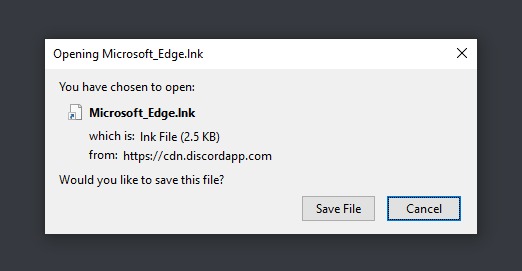 Opening Microsoft_Edge.lnk
You have chosen to open:
Microsoft_Edge.lnk
which is: lnk File (2.5 KB)
from: https://cdn.discordapp.com
Would you like to save this file?
Save File Cancel